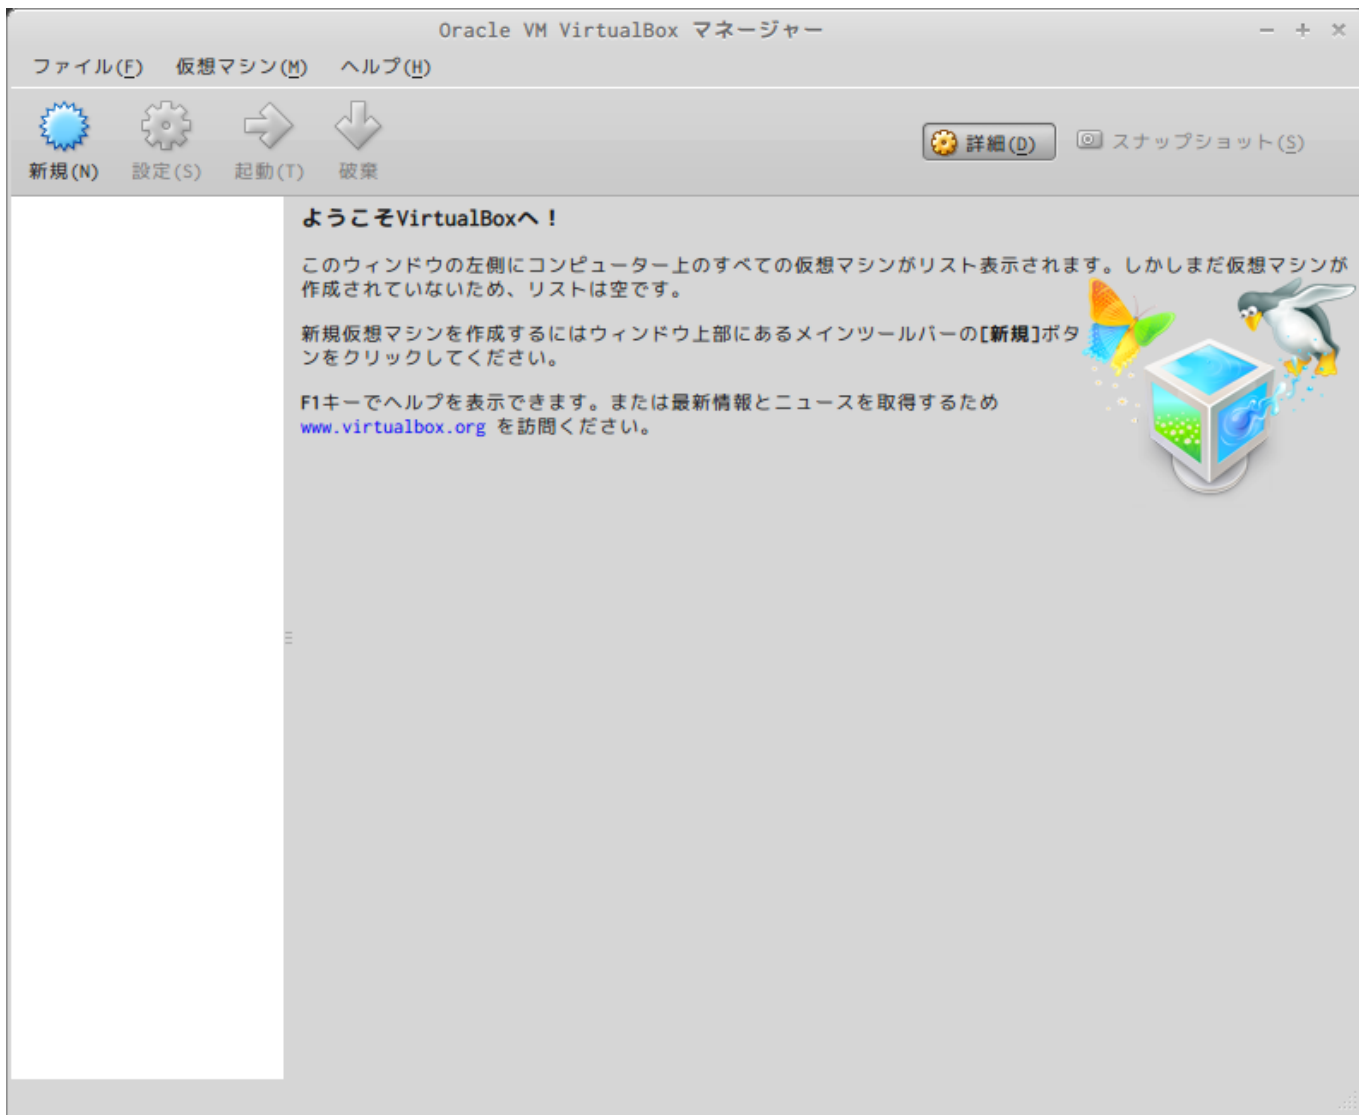 Oracle VM VirtualBox マネージャー
ファイル(F) 仮想マシン(M) ヘルプ(H)
新規(N) 設定(S) 起動(T) 破棄 詳細(D) スナップショット(S)
ようこそVirtualBoxへ！
このウィンドウの左側にコンピューター上のすべての仮想マシンがリスト表示されます。しかしまだ仮想マシンが
作成されていないため、リストは空です。
新規仮想マシンを作成するにはウィンドウ上部にあるメインツールバーの[新規]ボタ
ンをクリックしてください。
F1キーでヘルプを表示できます。または最新情報とニュースを取得するため
www.virtualbox.org を訪問ください。